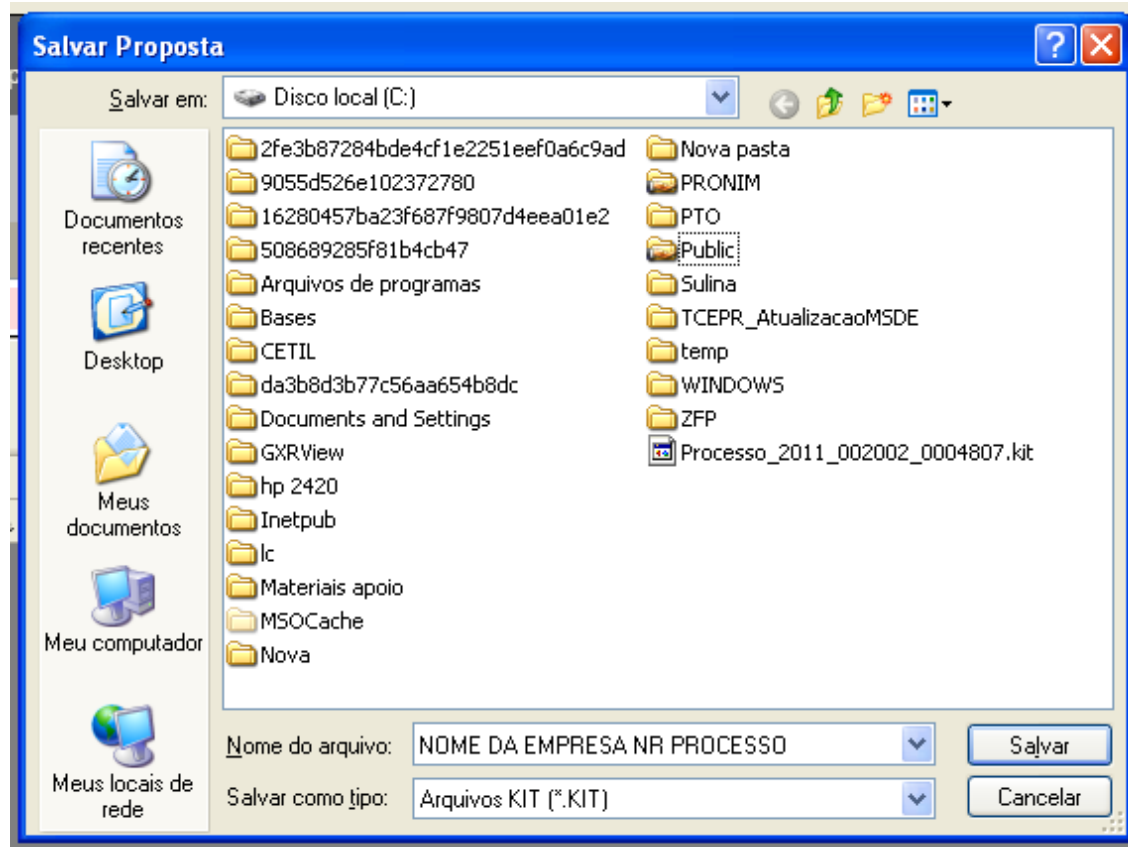 Salvar Proposta
Salvar em:
Disco local (C:)
Documentos
recentes
Desktop
Meus
documentos
Meu computador
Meus locais de
rede
2fe3b87284bde4cf1e2251eef0a6c9ad
9055d526e102372780
16280457ba23f687f9807d4eea01e2
508689285f81b4cb47
Arquivos de programas
Bases
CETIL
da3b8d3b77c56aa654b8dc
Documents and Settings
GXRView
hp 2420
Inetpub
lc
Materiais apoio
MSOCache
Nova
Nova pasta
PRONIM
PTO
Public
Sulina
TCEPR_AtualizacaoMSDE
temp
WINDOWS
ZFP
Processo_2011_002002_0004807.kit
Nome do arquivo:
NOME DA EMPRESA NR PROCESSO
Salvar
Salvar como tipo:
Arquivos KIT (*.KIT)
Cancelar